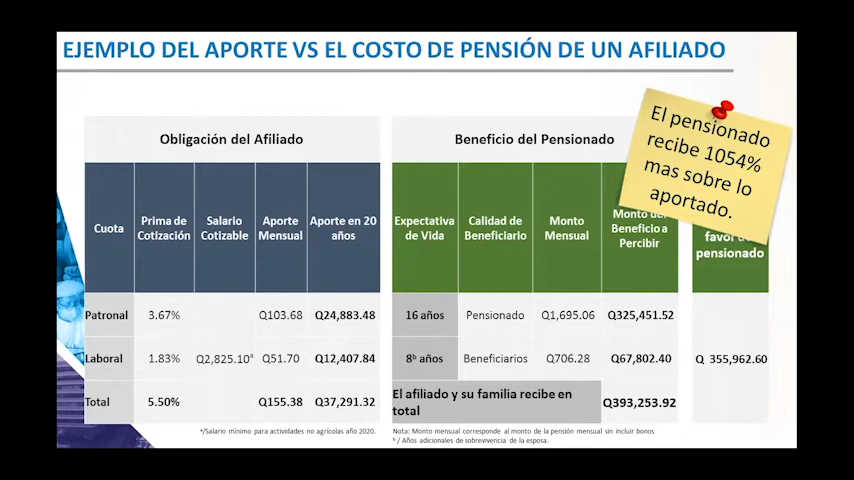 EJEMPLO DEL APORTE VS EL COSTO DE PENSIÓN DE UN AFILIADO
El pensionado
recibe 1054%
mas sobre lo
aportado.
Obligación del Afiliado
Beneficio del Pensionado
Cuota
Prima de
Cotización
Salario
Cotizable
Aporte
Mensual
Aporte en 20
años
Expectativa
de Vida
Calidad de
Beneficiario
Monto
Mensual
Monto del
Beneficio a
Percibir
favor
pensionado
Patronal 3.67% Q103.68 Q24,883.48 16 años Pensionado Q1,695.06 Q325,451.52
Laboral 1.83% Q2,825.10ª Q51.70 Q12,407.84 8ᵇ años Beneficiarios Q706.28 Q67,802.40 Q 355,962.60
Total 5.50% Q155.38 Q37,291.32 El afiliado y su familia recibe en
total Q393,253.92
ª/Salario mínimo para actividades no agrícolas año 2020.
Nota: Monto mensual corresponde al monto de la pensión mensual sin incluir bonos
ᵇ / Años adicionales de sobrevivencia de la esposa.